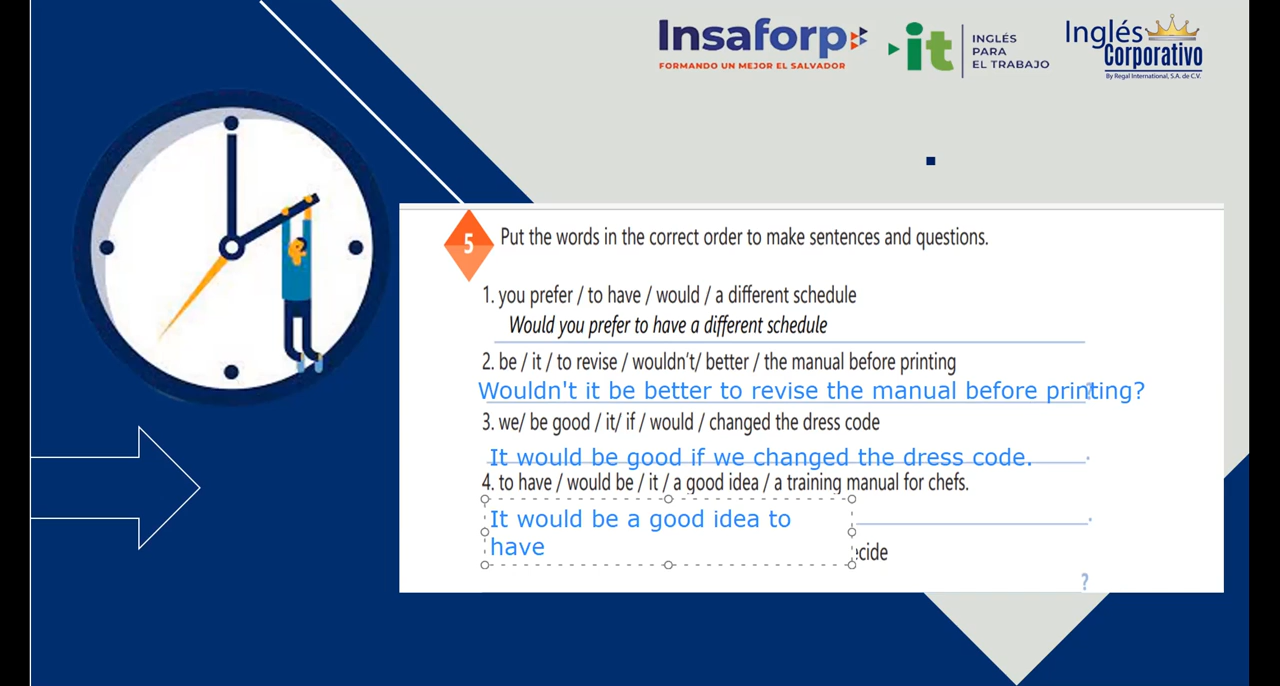 Insaforp
FORMANDO UN MEJOR EL SALVADOR
it
INGLÉS
PARA
EL TRABAJO
Inglés
Corporativo
By Regal International, S.A. de C.V.
5
Put the words in the correct order to make sentences and questions.
1. you prefer / to have / would / a different schedule
Would you prefer to have a different schedule
2. be / it / to revise / wouldn't/ better / the manual before printing
Wouldn't it be better to revise the manual before printing?
3. we/ be good / it/ if / would / changed the dress code
It would be good if we changed the dress code.
4. to have / would be / it / a good idea / a training manual for chefs.
It would be a good idea to
have
?